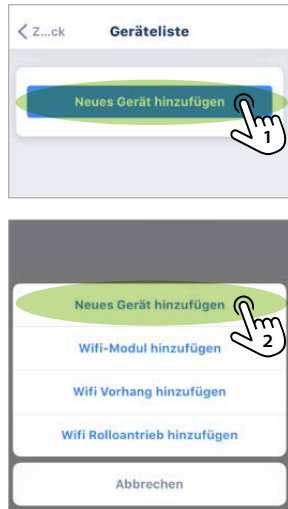 Z...ck Geräteliste
Neues Gerät hinzufügen
1
Neues Gerät hinzufügen
2
Wifi-Modul hinzufügen
Wifi Vorhang hinzufügen
Wifi Rolloantrieb hinzufügen
Abbrechen